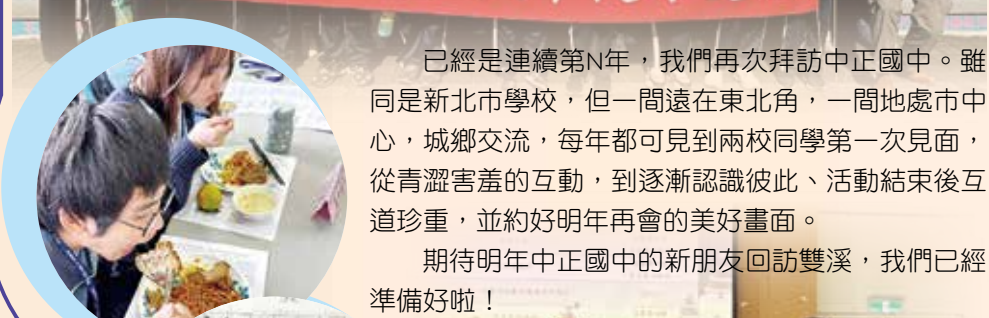 已經是連續第N年，我們再次拜訪中正國中。雖
同是新北市學校，但一間遠在東北角，一間地處市中
心，城鄉交流，每年都可見到兩校同學第一次見面，
從青澀害羞的互動，到逐漸認識彼此、活動結束後互
道珍重，並約好明年再會的美好畫面。
期待明年中正國中的新朋友回訪雙溪，我們已經
準備好啦！